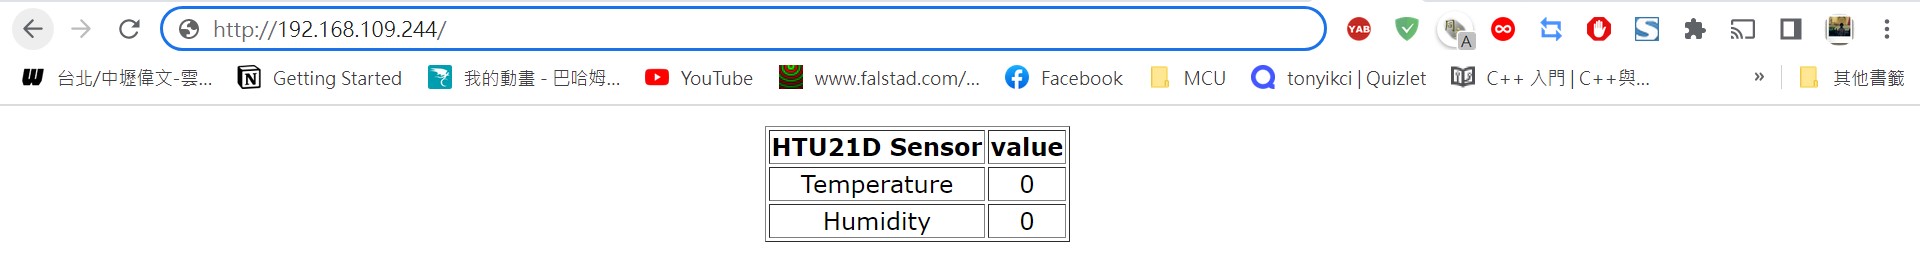 http://192.168.109.244/
YAB
A
S
台北/中壢偉文-雲... Getting Started 我的動畫 - 巴哈姆... YouTube www.falstad.com/... Facebook MCU tonyikci | Quizlet C++ 入門 | C++與... » 其他書籤
HTU21D Sensor value
Temperature 0
Humidity 0